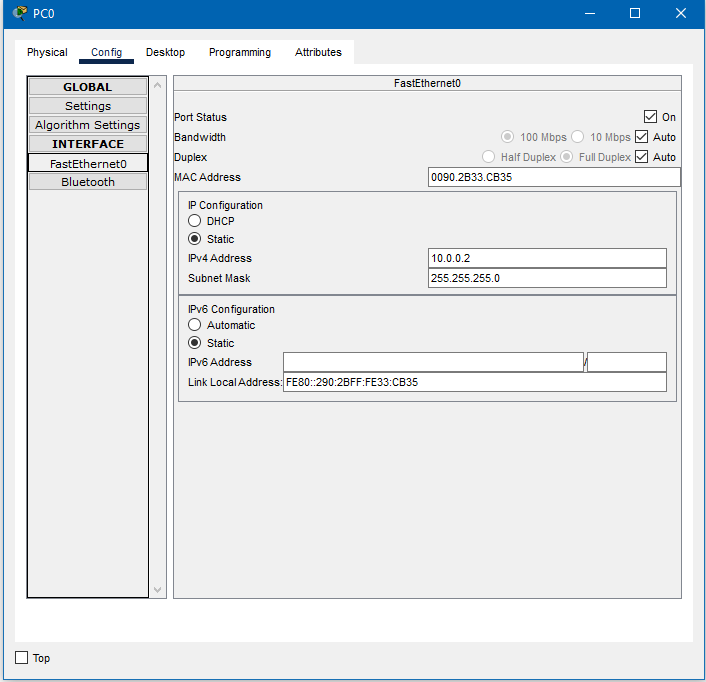 PC0
Physical Config Desktop Programming Attributes
GLOBAL
Settings
Algorithm Settings
INTERFACE
FastEthernet0
Bluetooth
FastEthernet0
Port Status On
Bandwidth 100 Mbps 10 Mbps Auto
Duplex Half Duplex Full Duplex Auto
MAC Address 0090.2B33.CB35
IP Configuration
DHCP
Static
IPv4 Address 10.0.0.2
Subnet Mask 255.255.255.0
IPv6 Configuration
Automatic
Static
IPv6 Address /
Link Local Address: FE80::290:2BFF:FE33:CB35
Top